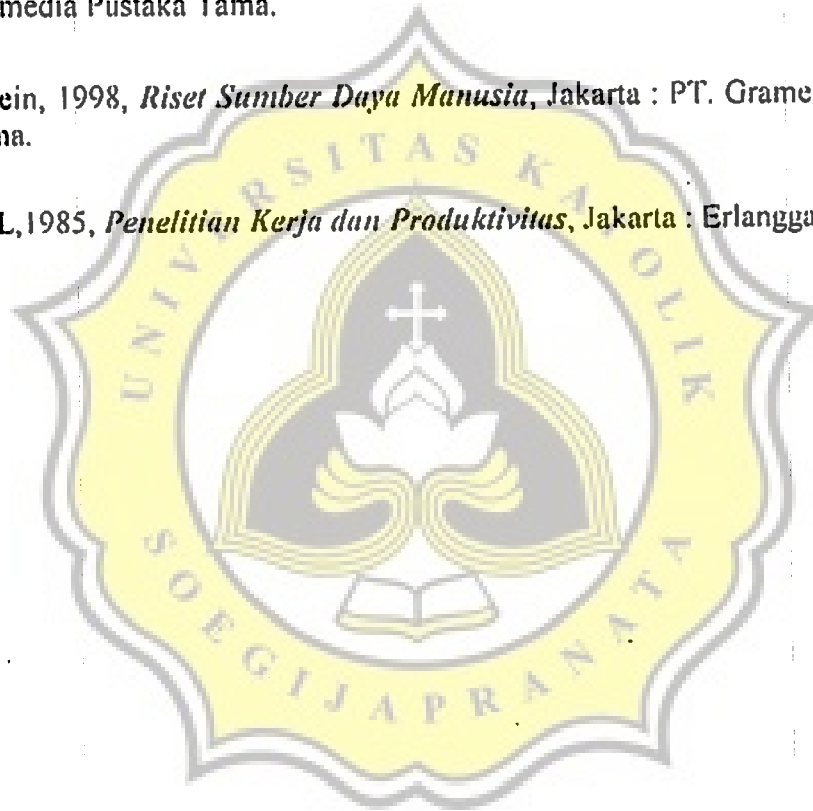 media Pustaka Tama.
ein, 1998, Riset Sumber Daya Manusia, Jakarta : PT. Grame
na.
L,1985, Penelitian Kerja dan Produktivitas, Jakarta : Erlangga
UNIVERSITAS KATOLIK
SOEGIJAPRANATA